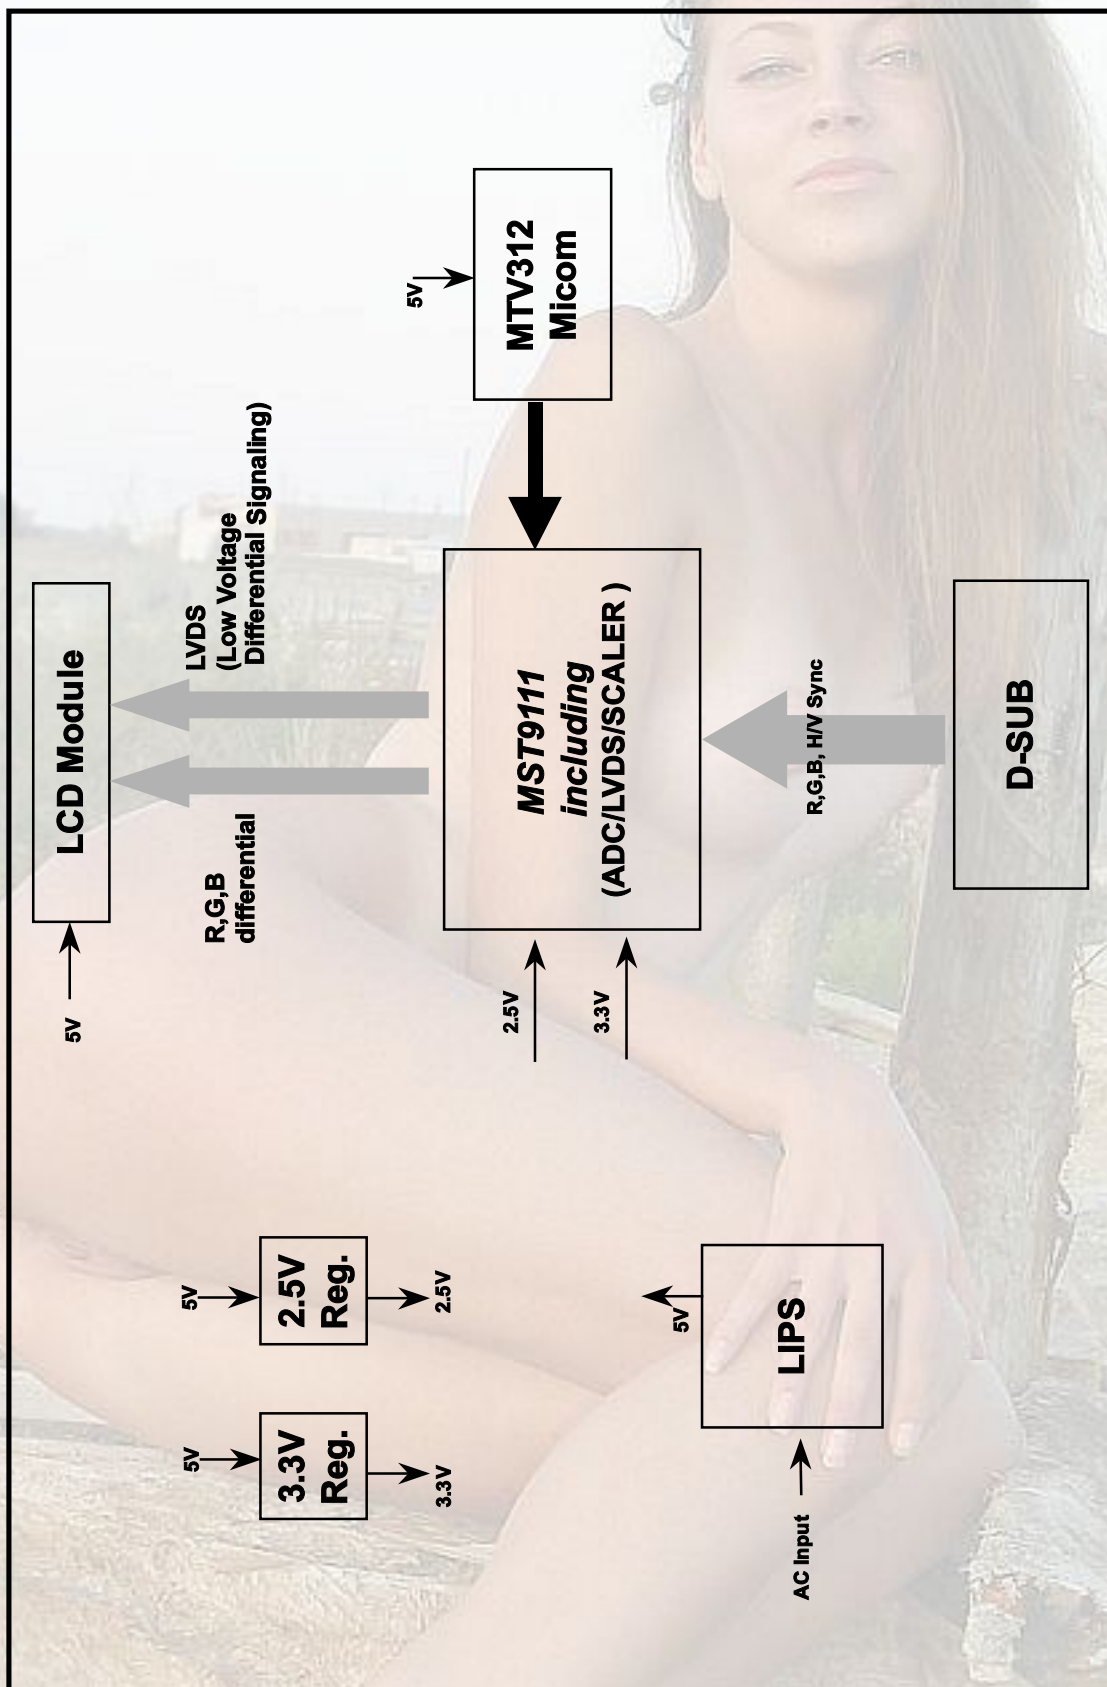 LCD Module
5V
R,G,B
differential
LVDS
(Low Voltage
Differential Signaling)
5V
MTV312
Micom
MST9111
including
(ADC/LVDS/SCALER )
2.5V
3.3V
R,G,B, H/V Sync
D-SUB
5V
3.3V
Reg.
3.3V
5V
2.5V
Reg.
2.5V
5V
LIPS
AC Input